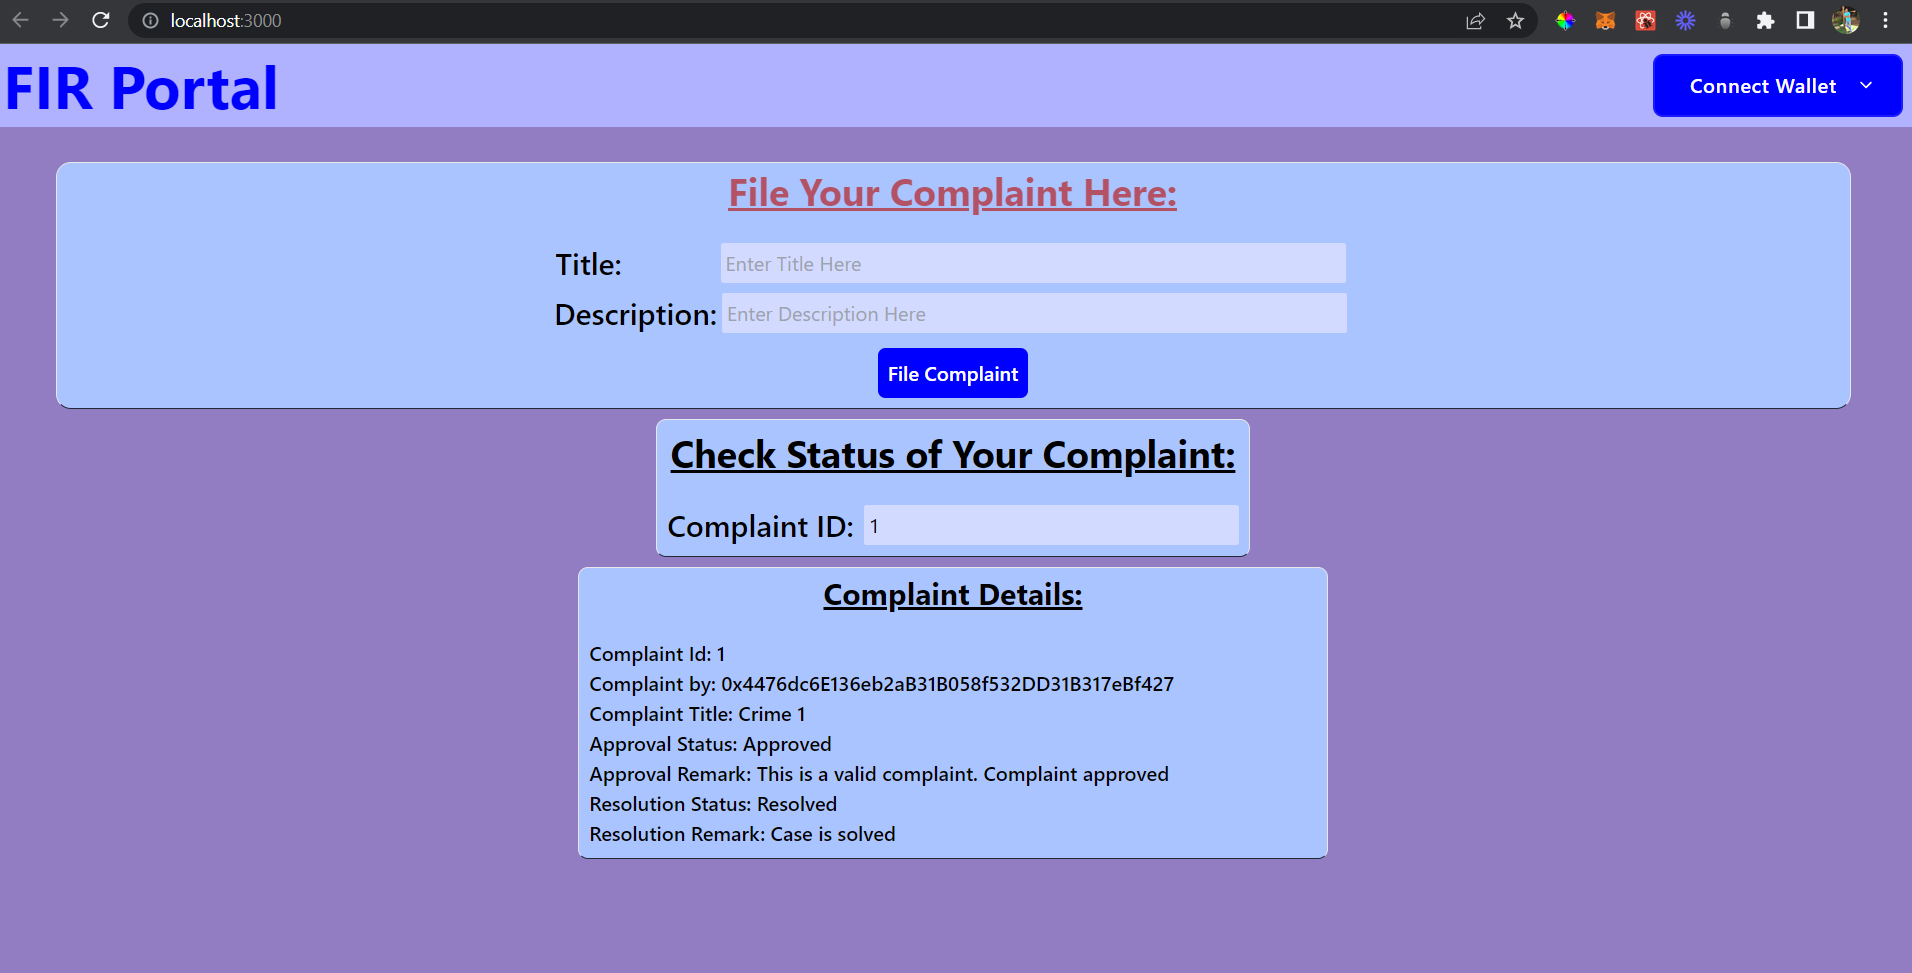 localhost:3000
FIR Portal
Connect Wallet
File Your Complaint Here:
Title: Enter Title Here
Description: Enter Description Here
File Complaint
Check Status of Your Complaint:
Complaint ID: 1
Complaint Details:
Complaint Id: 1
Complaint by: 0x4476dc6E136eb2aB31B058f532DD31B317eBf427
Complaint Title: Crime 1
Approval Status: Approved
Approval Remark: This is a valid complaint. Complaint approved
Resolution Status: Resolved
Resolution Remark: Case is solved